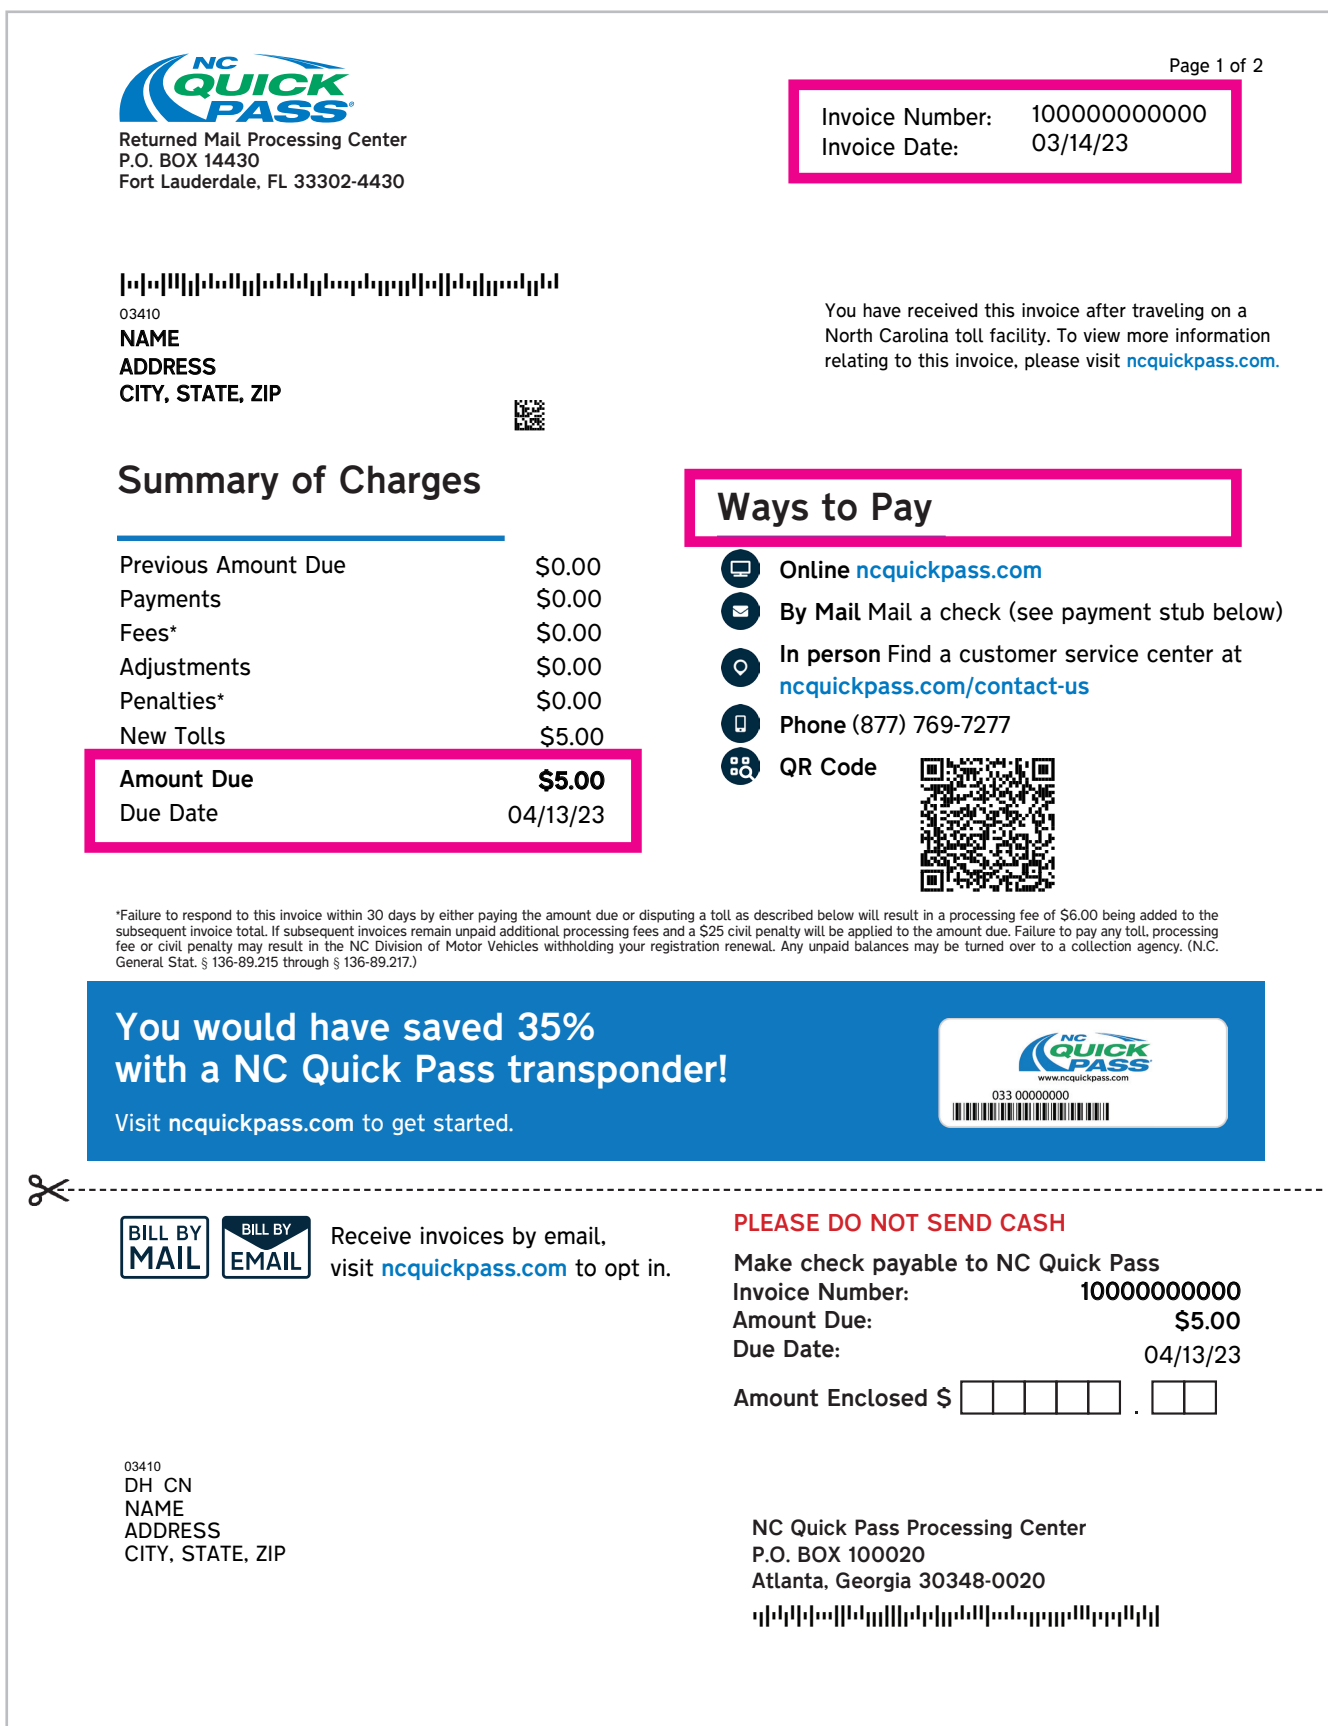 NC
QUICK
PASS
Returned Mail Processing Center
P.O. BOX 14430
Fort Lauderdale, FL 33302-4430
Page 1 of 2
Invoice Number: 100000000000
Invoice Date: 03/14/23
03410
NAME
ADDRESS
CITY, STATE, ZIP
You have received this invoice after traveling on a
North Carolina toll facility. To view more information
relating to this invoice, please visit ncquickpass.com.
Summary of Charges
Previous Amount Due $0.00
Payments $0.00
Fees* $0.00
Adjustments $0.00
Penalties* $0.00
New Tolls $5.00
Amount Due $5.00
Due Date 04/13/23
Ways to Pay
Online ncquickpass.com
By Mail Mail a check (see payment stub below)
In person Find a customer service center at
ncquickpass.com/contact-us
Phone (877) 769-7277
QR Code
*Failure to respond to this invoice within 30 days by either paying the amount due or disputing a toll as described below will result in a processing fee of $6.00 being added to the
subsequent invoice total. If subsequent invoices remain unpaid additional processing fees and a $25 civil penalty will be applied to the amount due. Failure to pay any toll, processing
fee or civil penalty may result in the NC Division of Motor Vehicles withholding your registration renewal. Any unpaid balances may be turned over to a collection agency. (N.C.
General Stat. § 136-89.215 through § 136-89.217.)
You would have saved 35%
with a NC Quick Pass transponder!
Visit ncquickpass.com to get started.
NC
QUICK
PASS
www.ncquickpass.com
033 00000000
BILL BY
MAIL
BILL BY
EMAIL
Receive invoices by email,
visit ncquickpass.com to opt in.
PLEASE DO NOT SEND CASH
Make check payable to NC Quick Pass
Invoice Number: 10000000000
Amount Due: $5.00
Due Date: 04/13/23
Amount Enclosed $ .
03410
DH CN
NAME
ADDRESS
CITY, STATE, ZIP
NC Quick Pass Processing Center
P.O. BOX 100020
Atlanta, Georgia 30348-0020